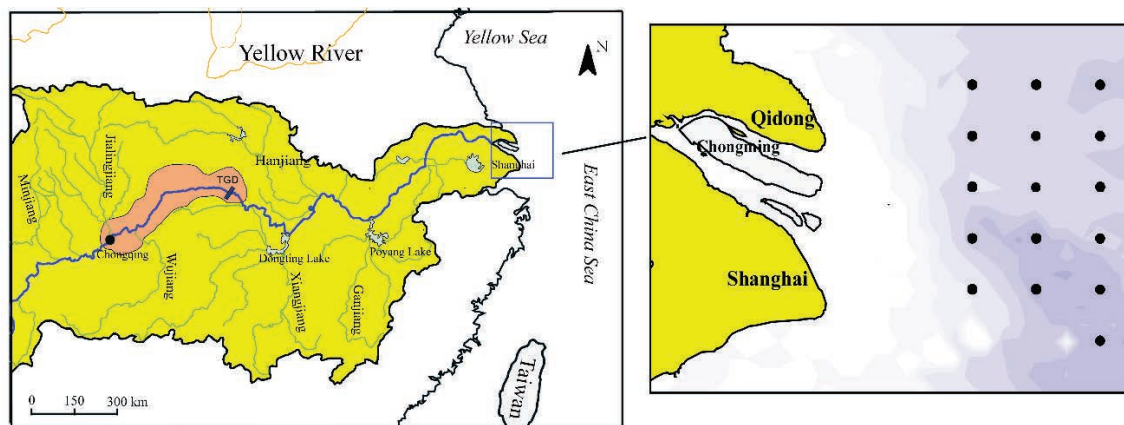 Yellow Sea
N
Yellow River
Qidong
Chongming
Jialingjiang
Hanjiang
Shanghai
Minjiang
TGD
East China Sea
Chongqing
Wujiang
Dongting Lake
Poyang Lake
Xiangjiang
Ganjiang
Shanghai
Taiwan
0 150 300 km